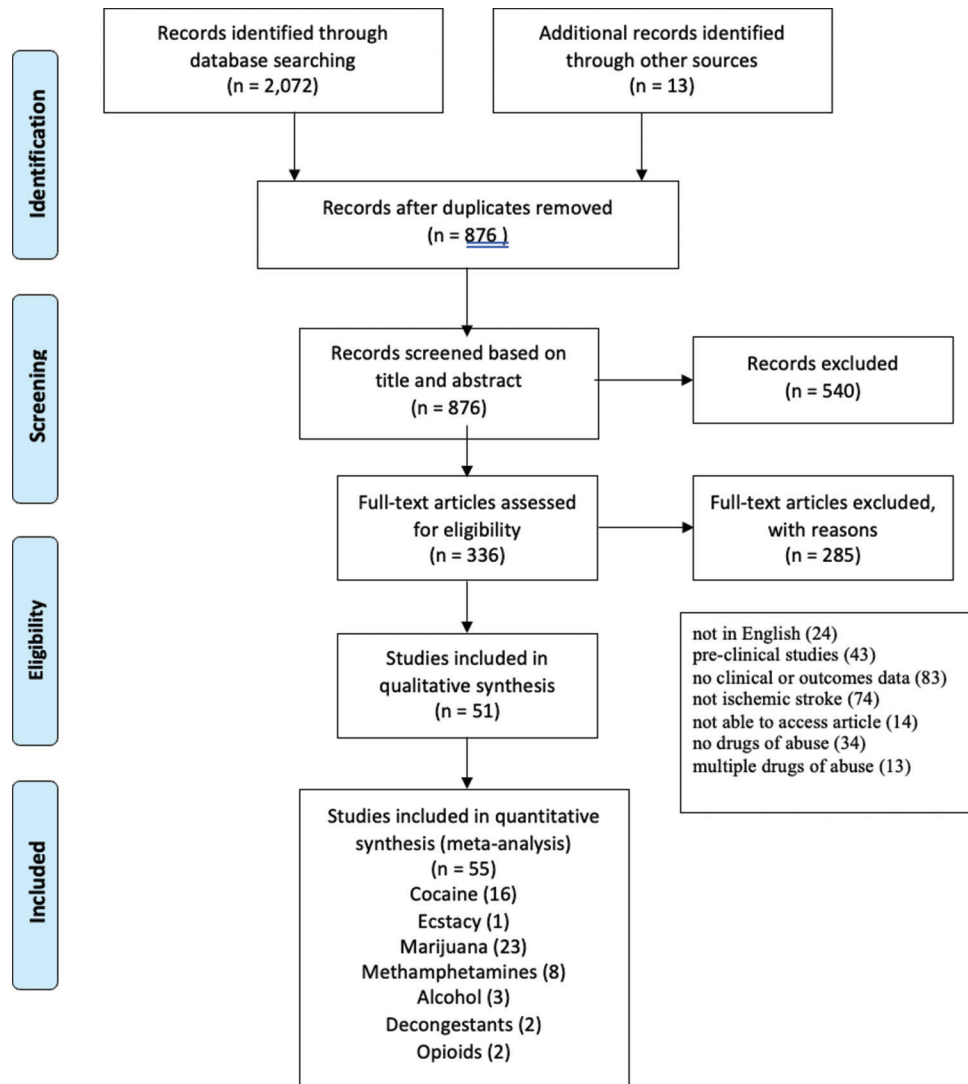 Identification
Records identified through
database searching
(n = 2,072)
Additional records identified
through other sources
(n = 13)
Records after duplicates removed
(n = 876 )
Screening
Records screened based on
title and abstract
(n = 876)
Records excluded
(n = 540)
Full-text articles assessed
for eligibility
(n = 336)
Full-text articles excluded,
with reasons
(n = 285)
Eligibility
not in English (24)
pre-clinical studies (43)
no clinical or outcomes data (83)
not ischemic stroke (74)
not able to access article (14)
no drugs of abuse (34)
multiple drugs of abuse (13)
Studies included in
qualitative synthesis
(n = 51)
Included
Studies included in quantitative
synthesis (meta-analysis)
(n = 55)
Cocaine (16)
Ecstacy (1)
Marijuana (23)
Methamphetamines (8)
Alcohol (3)
Decongestants (2)
Opioids (2)